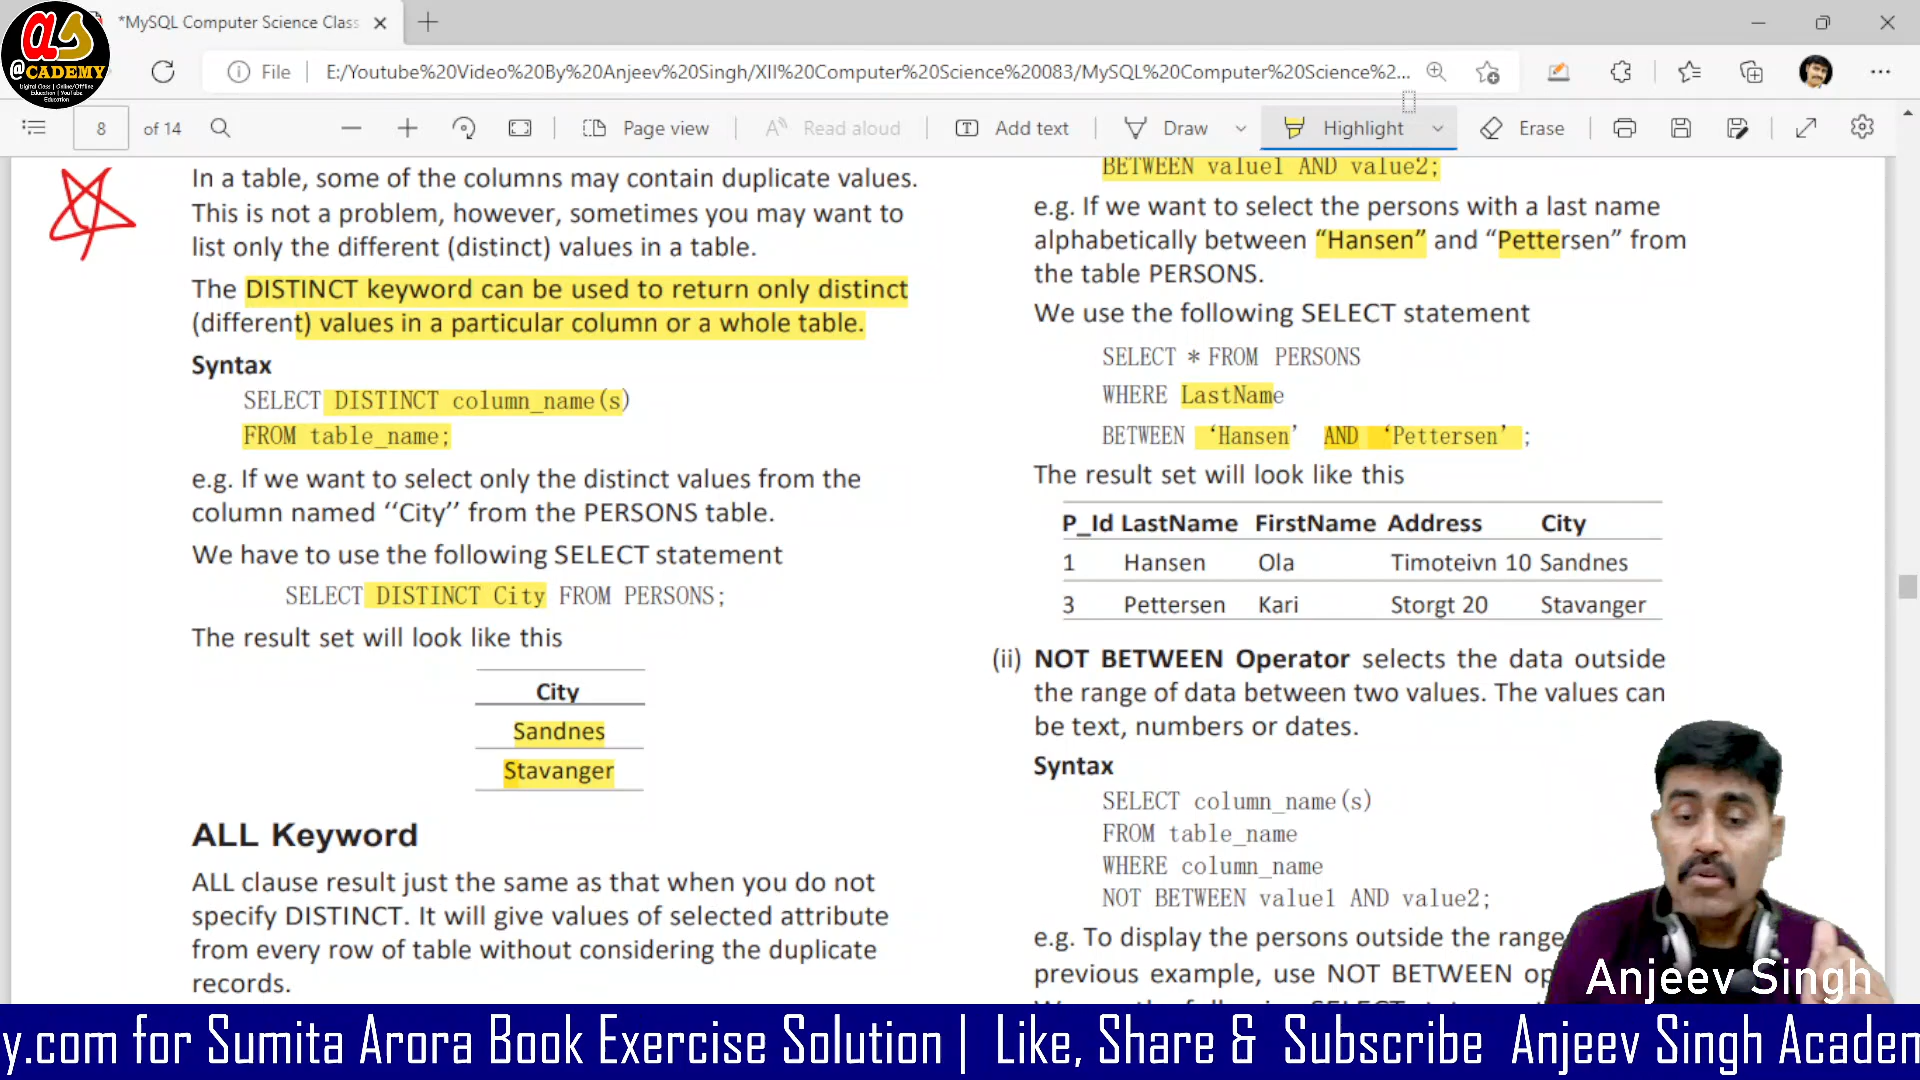 *MySQL Computer Science Class
as
@CADEMY
Digital Class | Online/Offline
Education | YouTube
Education
File
E:/Youtube%20Video%20By%20Anjeev%20Singh/XII%20Computer%20Science%20083/MySQL%20Computer%20Science%2...
8
of 14
Page view
Read aloud
Add text
Draw
Highlight
Erase
In a table, some of the columns may contain duplicate values.
This is not a problem, however, sometimes you may want to
list only the different (distinct) values in a table.
The DISTINCT keyword can be used to return only distinct
(different) values in a particular column or a whole table.
Syntax
SELECT DISTINCT column_name(s)
FROM table_name;
e.g. If we want to select only the distinct values from the
column named ‘‘City’’ from the PERSONS table.
We have to use the following SELECT statement
SELECT DISTINCT City FROM PERSONS;
The result set will look like this
City
Sandnes
Stavanger
ALL Keyword
ALL clause result just the same as that when you do not
specify DISTINCT. It will give values of selected attribute
from every row of table without considering the duplicate
records.
BETWEEN value1 AND value2;
e.g. If we want to select the persons with a last name
alphabetically between “Hansen” and “Pettersen” from
the table PERSONS.
We use the following SELECT statement
SELECT * FROM PERSONS
WHERE LastName
BETWEEN ‘Hansen’ AND ‘Pettersen’;
The result set will look like this
P_Id LastName FirstName Address City
1 Hansen Ola Timoteivn 10 Sandnes
3 Pettersen Kari Storgt 20 Stavanger
(ii) NOT BETWEEN Operator selects the data outside
the range of data between two values. The values can
be text, numbers or dates.
Syntax
SELECT column_name(s)
FROM table_name
WHERE column_name
NOT BETWEEN value1 AND value2;
e.g. To display the persons outside the range
previous example, use NOT BETWEEN op
Anjeev Singh
y.com for Sumita Arora Book Exercise Solution | Like, Share & Subscribe Anjeev Singh Academ